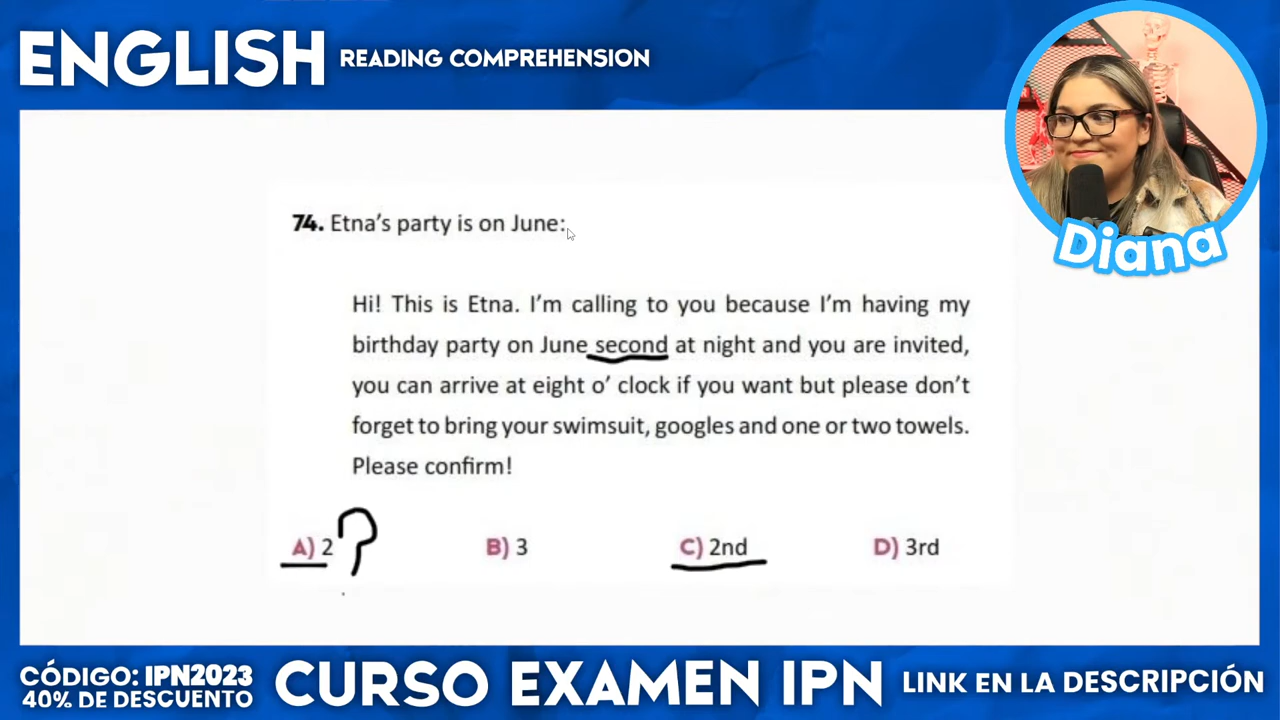 ENGLISH READING COMPREHENSION
Diana
74. Etna's party is on June:
Hi! This is Etna. I'm calling to you because I'm having my
birthday party on June second at night and you are invited,
you can arrive at eight o' clock if you want but please don't
forget to bring your swimsuit, googles and one or two towels.
Please confirm!
A) 2 ?
B) 3
C) 2nd
D) 3rd
CÓDIGO: IPN2023
40% DE DESCUENTO
CURSO EXAMEN IPN
LINK EN LA DESCRIPCIÓN